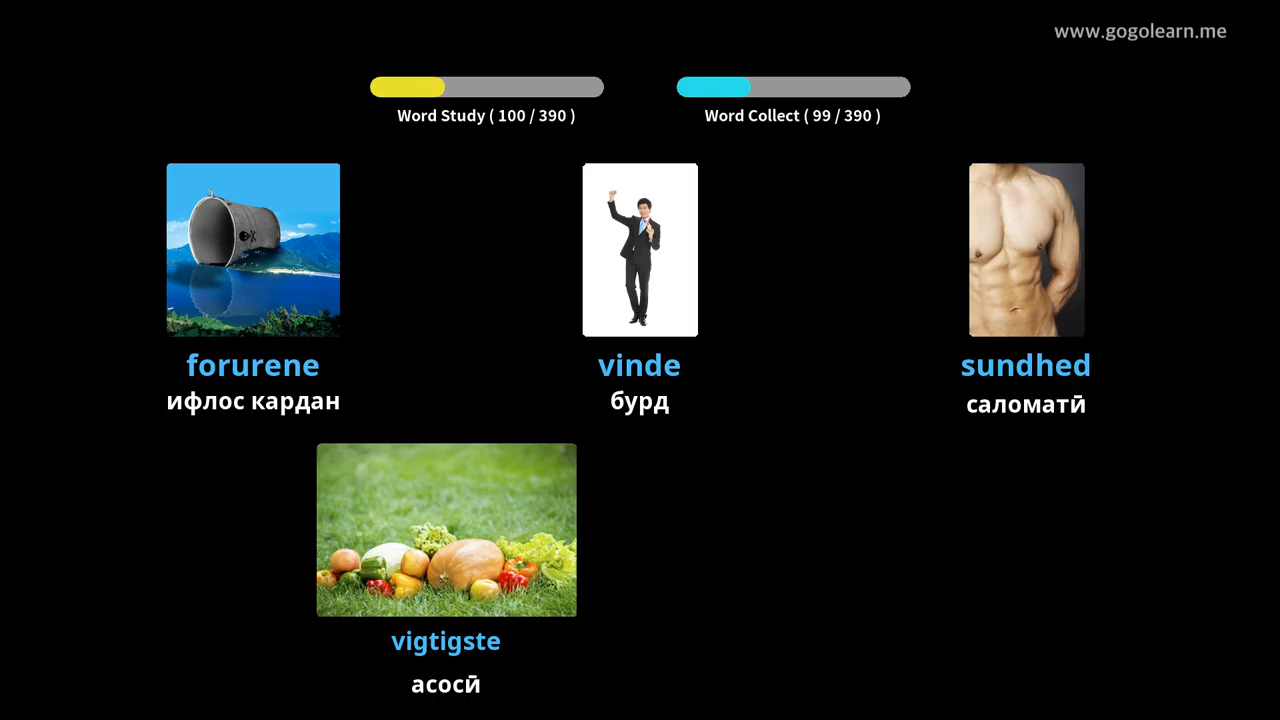 www.gogolearn.me
Word Study ( 100 / 390 )
Word Collect ( 99 / 390 )
forurene
ифлос кардан
vinde
бурд
sundhed
саломатӣ
vigtigste
асосӣ